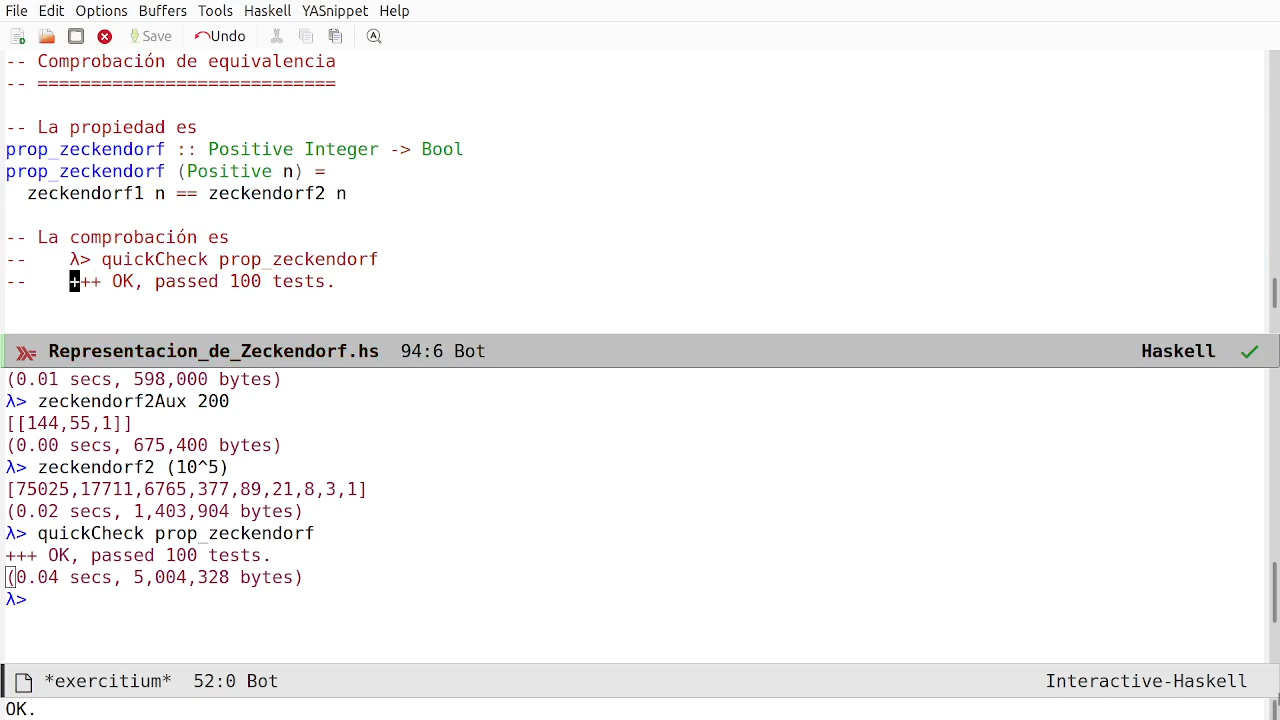 File Edit Options Buffers Tools Haskell YASnippet Help
Save Undo
-- Comprobación de equivalencia
-- ============================
-- La propiedad es
prop_zeckendorf :: Positive Integer -> Bool
prop_zeckendorf (Positive n) =
  zeckendorf1 n == zeckendorf2 n
-- La comprobación es
--    λ> quickCheck prop_zeckendorf
--    +++ OK, passed 100 tests.
Representacion_de_Zeckendorf.hs 94:6 Bot Haskell
(0.01 secs, 598,000 bytes)
λ> zeckendorf2Aux 200
[[144,55,1]]
(0.00 secs, 675,400 bytes)
λ> zeckendorf2 (10^5)
[75025,17711,6765,377,89,21,8,3,1]
(0.02 secs, 1,403,904 bytes)
λ> quickCheck prop_zeckendorf
+++ OK, passed 100 tests.
(0.04 secs, 5,004,328 bytes)
λ>
*exercitium* 52:0 Bot Interactive-Haskell
OK.